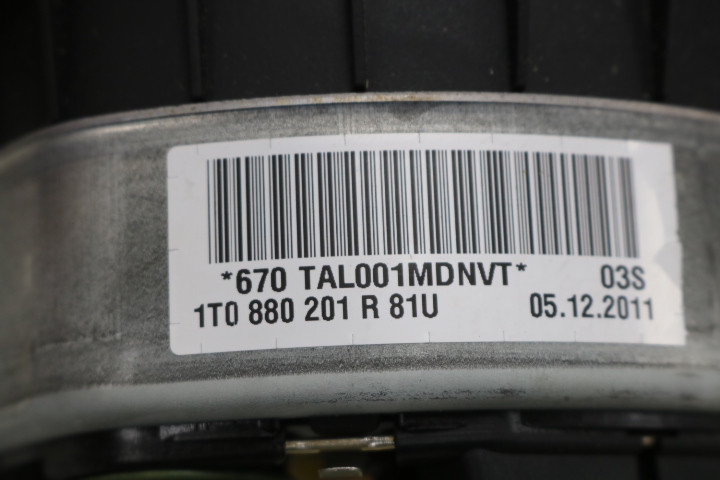 *670 TAL001MDNVT* 03S
1T0 880 201 R 81U 05.12.2011